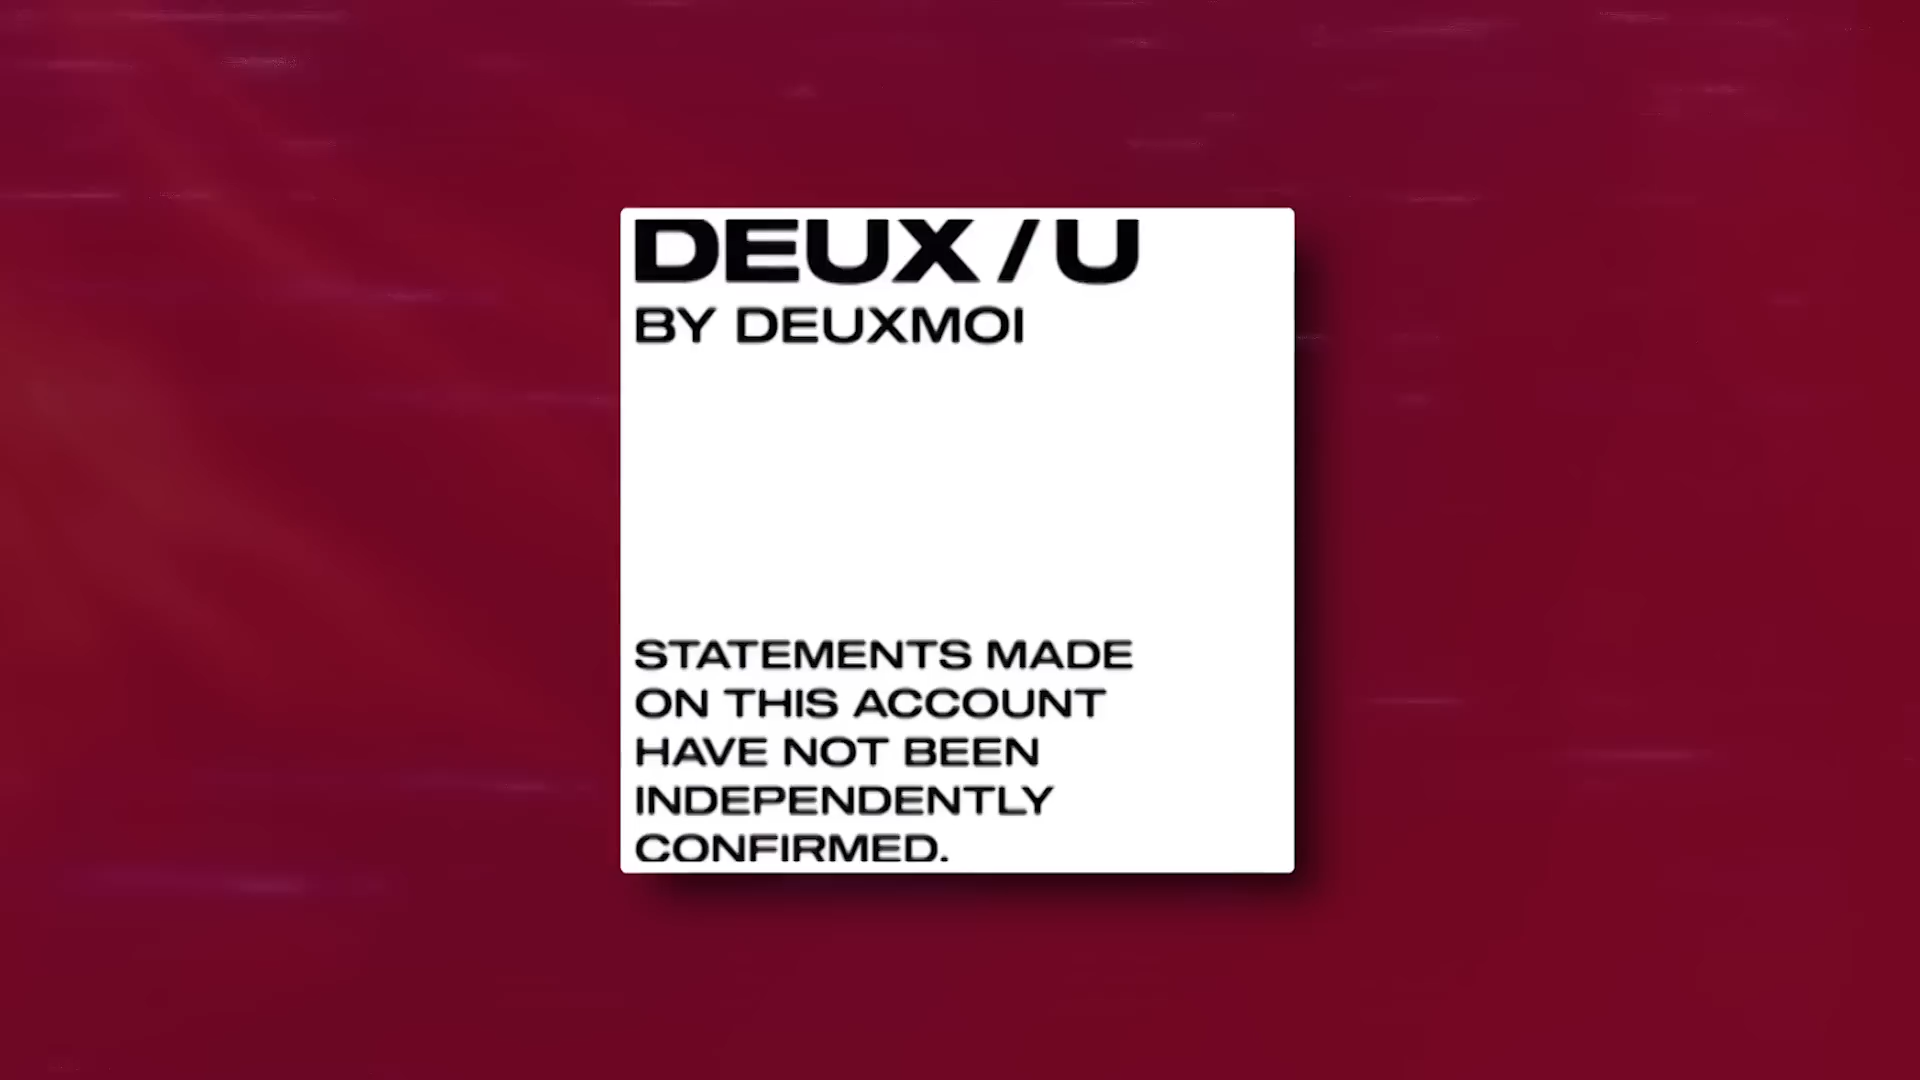 DEUX/U
BY DEUXMOI
STATEMENTS MADE
ON THIS ACCOUNT
HAVE NOT BEEN
INDEPENDENTLY
CONFIRMED.